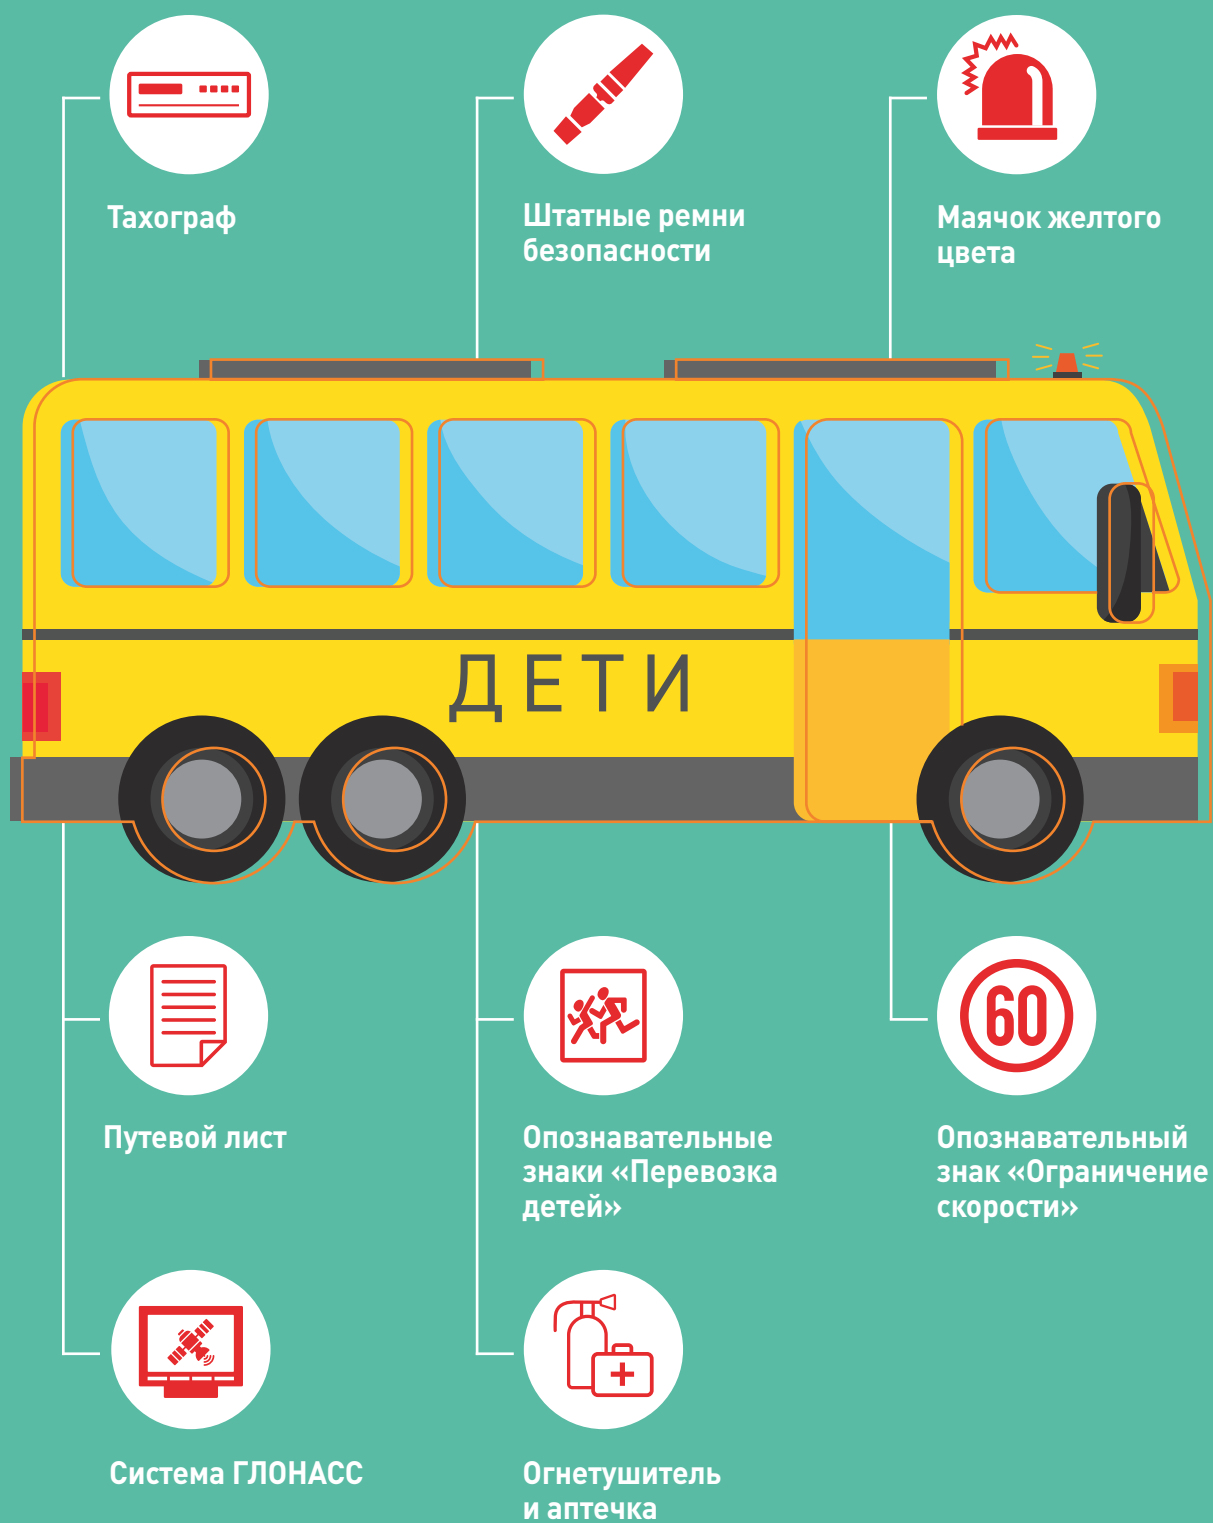 Тахограф
Штатные ремни
безопасности
Маячок желтого
цвета
ДЕТИ
Путевой лист
Опознавательные
знаки «Перевозка
детей»
60
Опознавательный
знак «Ограничение
скорости»
Система ГЛОНАСС
Огнетушитель
и аптечка